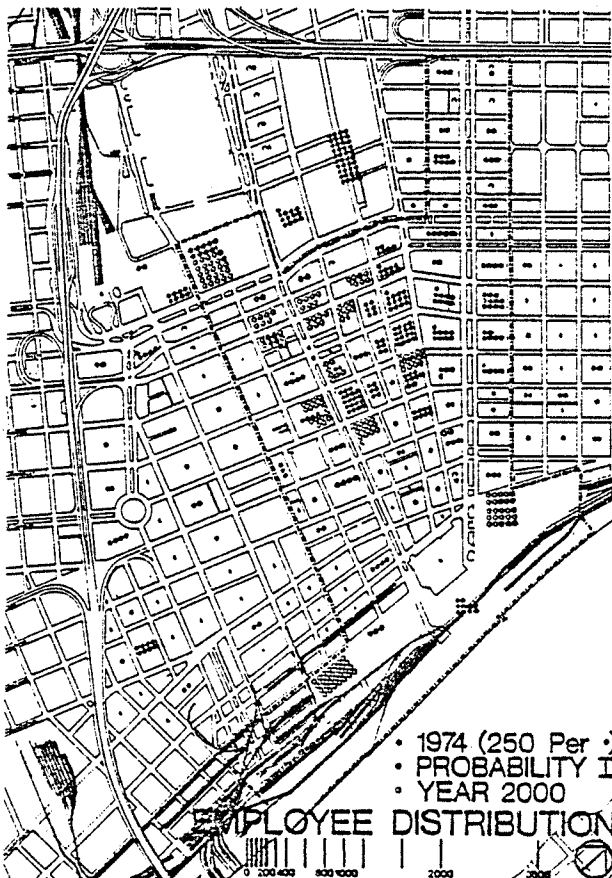 • 1974 (250 Per •)
• PROBABILITY I
∘ YEAR 2000
EMPLOYEE DISTRIBUTION
0 200 400 800 1000 2000